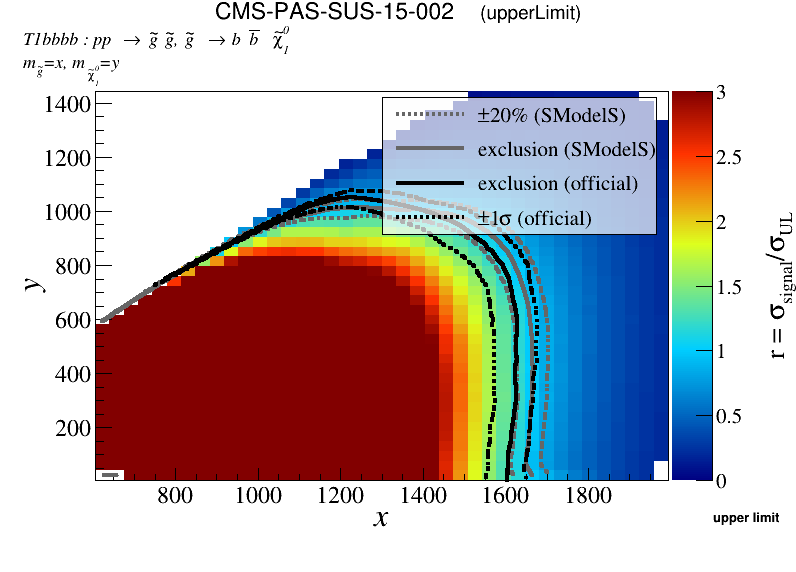 CMS-PAS-SUS-15-002 (upperLimit)
T1bbbb : pp → g̃ g̃, g̃ → b b̅ χ̃₁⁰
m_g̃=x, m_χ̃₁⁰=y
±20% (SModelS)
exclusion (SModelS)
exclusion (official)
±1σ (official)
1400
1200
1000
800
600
400
200
y
800 1000 1200 1400 1600 1800
x
3
2.5
2
1.5
1
0.5
0
r = σ_signal/σ_UL
upper limit